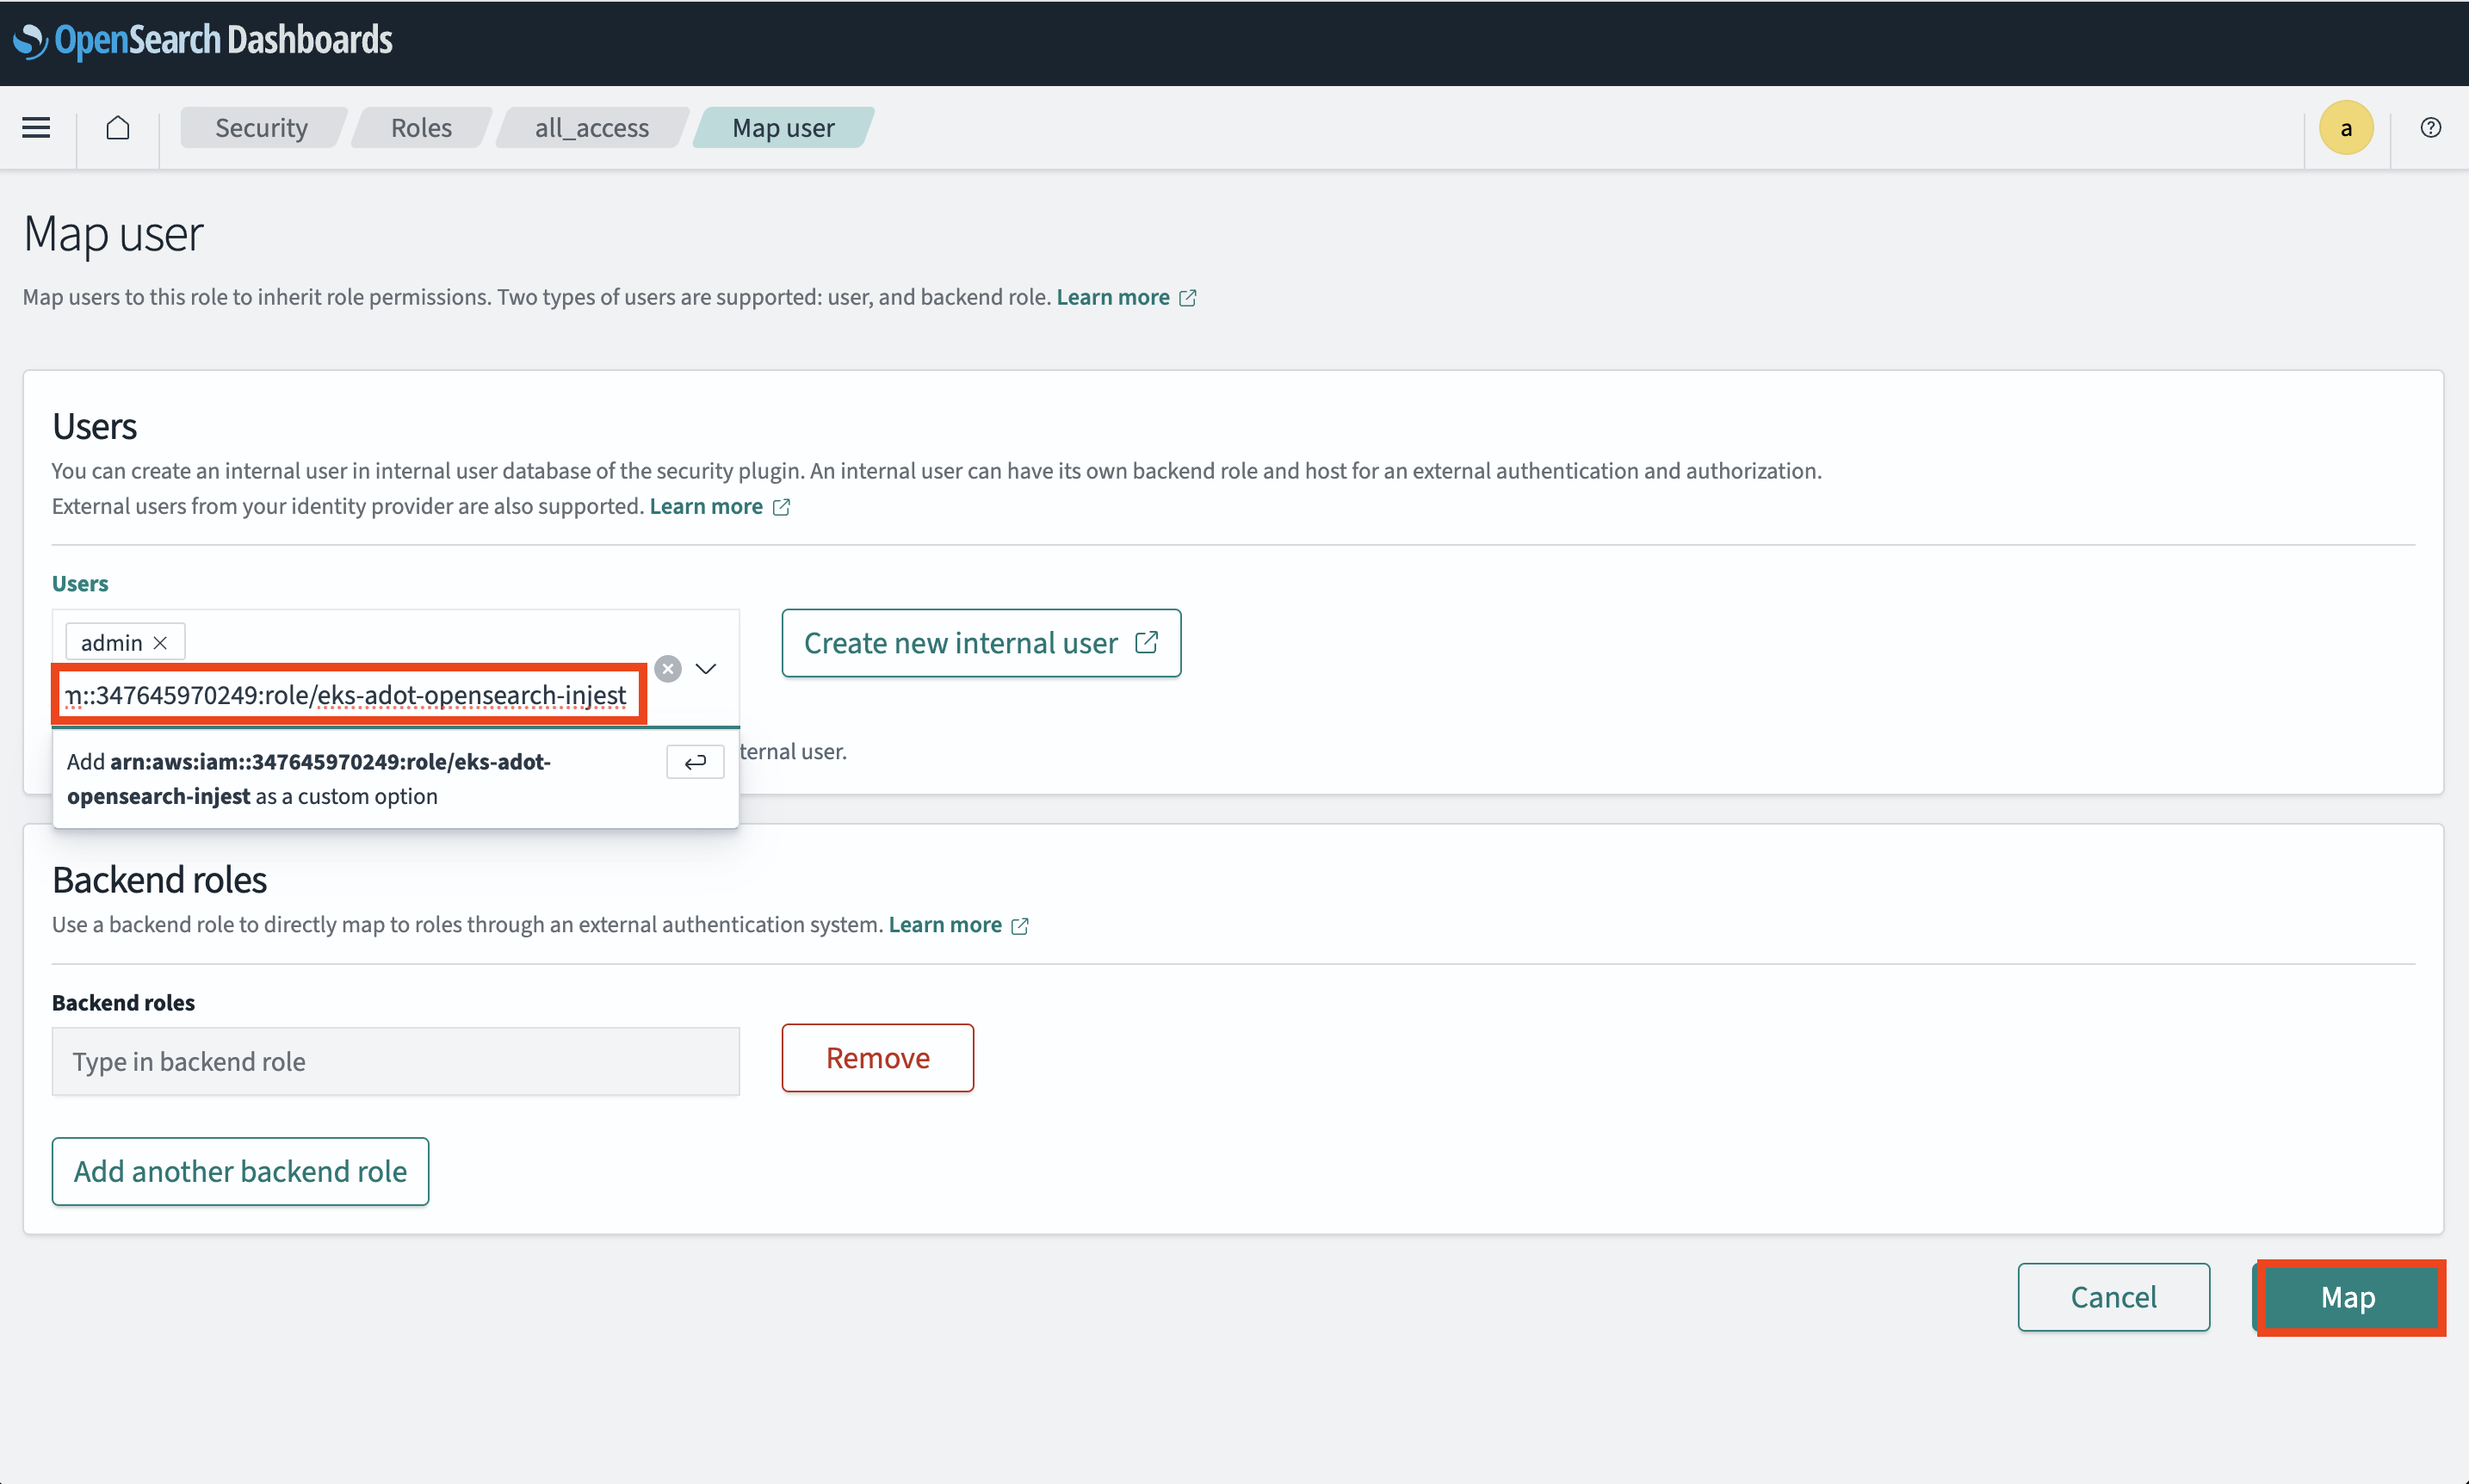 OpenSearch Dashboards
Security
Roles
all_access
Map user
a
Map user
Map users to this role to inherit role permissions. Two types of users are supported: user, and backend role. Learn more
Users
You can create an internal user in internal user database of the security plugin. An internal user can have its own backend role and host for an external authentication and authorization.
External users from your identity provider are also supported. Learn more
Users
admin
Create new internal user
m::347645970249:role/eks-adot-opensearch-injest
ternal user.
Add arn:aws:iam::347645970249:role/eks-adot-
opensearch-injest as a custom option
Backend roles
Use a backend role to directly map to roles through an external authentication system. Learn more
Backend roles
Type in backend role
Remove
Add another backend role
Cancel
Map